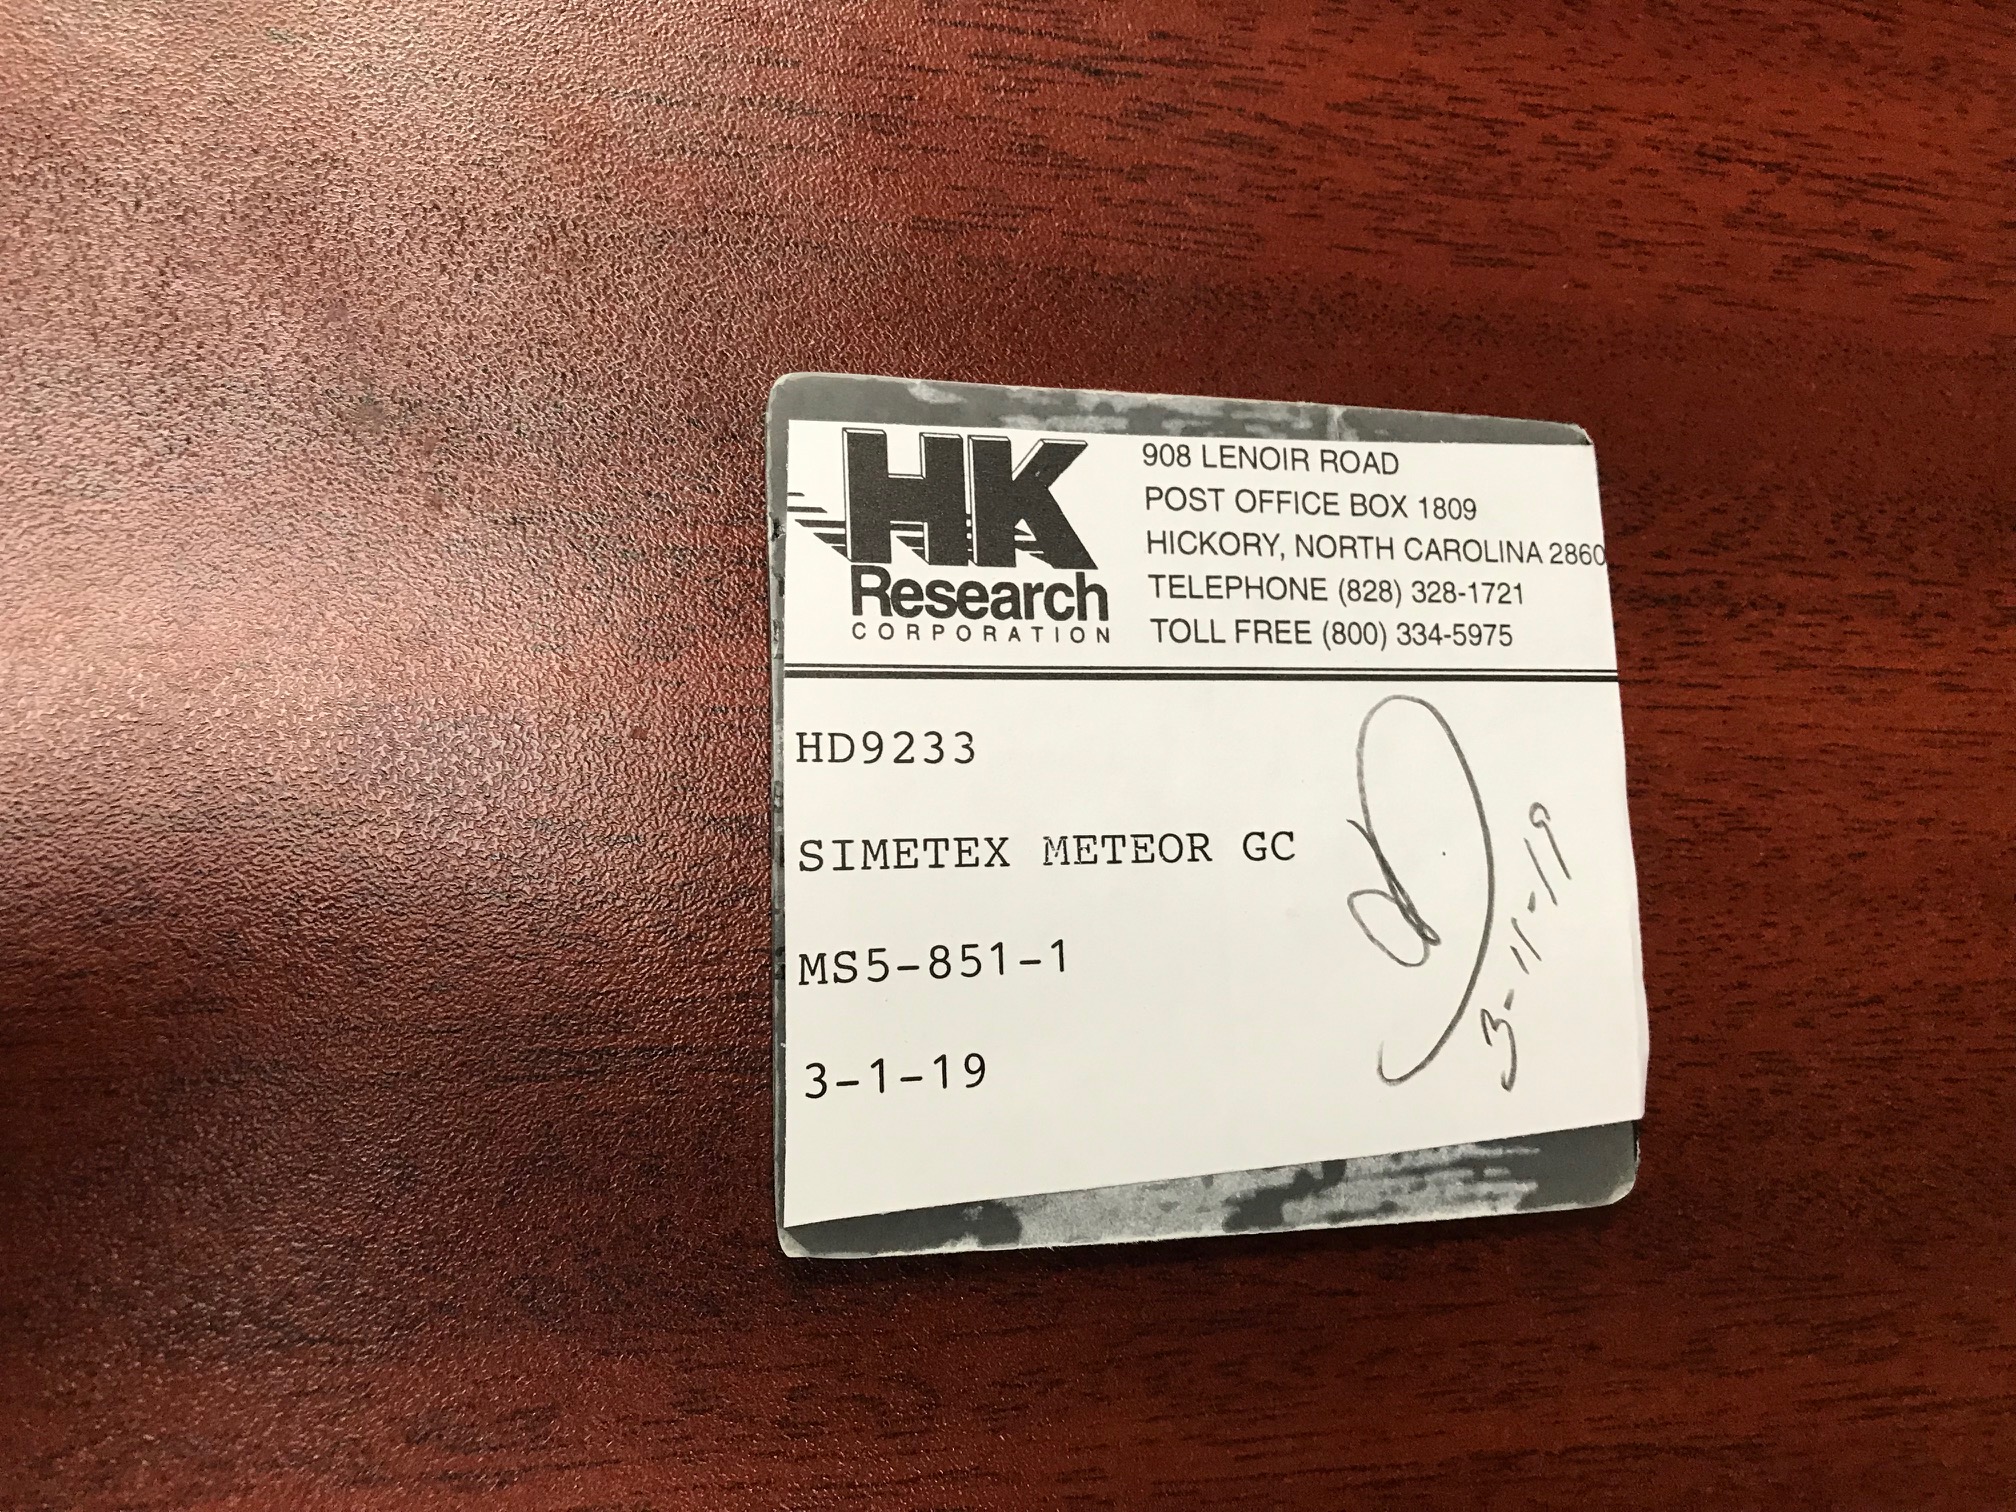 HK
Research
CORPORATION
908 LENOIR ROAD
POST OFFICE BOX 1809
HICKORY, NORTH CAROLINA 2860
TELEPHONE (828) 328-1721
TOLL FREE (800) 334-5975
HD9233
SIMETEX METEOR GC
MS5-851-1
3-1-19
3-11-19